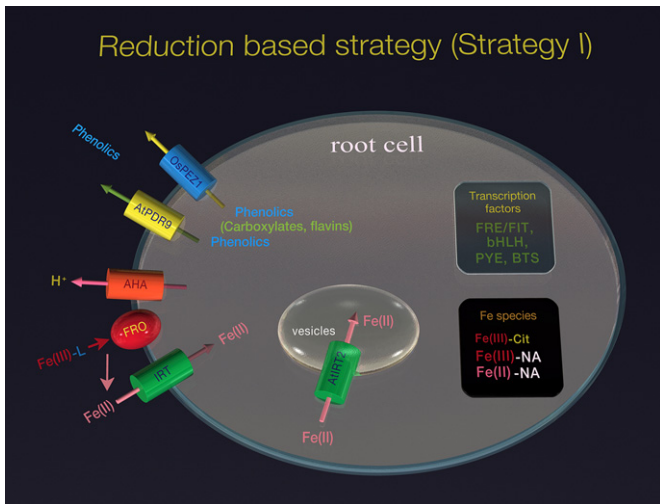 Reduction based strategy (Strategy I)
root cell
Phenolics
OsPEZ1
AtPDR9
Phenolics
(Carboxylates, flavins)
Phenolics
Transcription
factors
FRE/FIT,
bHLH,
PYE, BTS
H+
AHA
FRO
Fe(III)-L
Fe(II)
IRT
Fe(II)
vesicles
Fe(II)
AtIRT2
Fe(II)
Fe species
Fe(III)-Cit
Fe(III)-NA
Fe(II)-NA